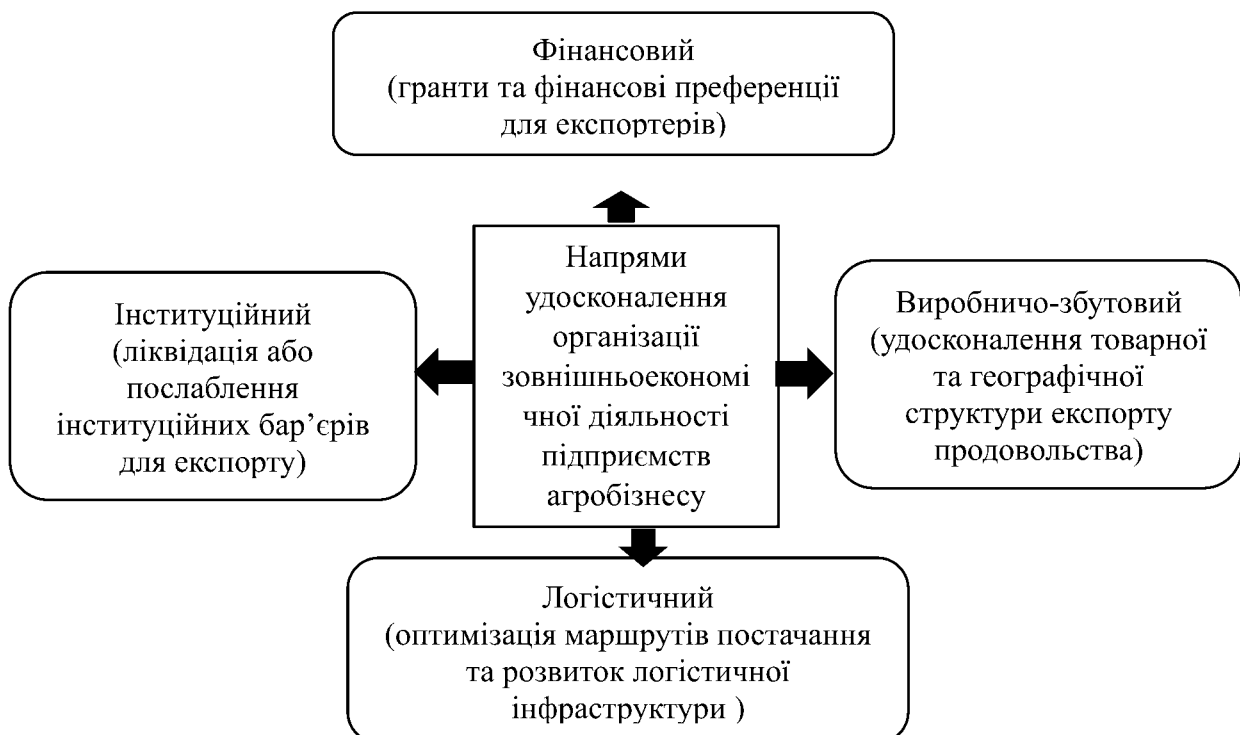 Фінансовий
(гранти та фінансові преференції
для експортерів)
Інституційний
(ліквідація або
послаблення
інституційних бар’єрів
для експорту)
Напрями
удосконалення
організації
зовнішньоекономі
чної діяльності
підприємств
агробізнесу
Виробничо-збутовий
(удосконалення товарної
та географічної
структури експорту
продовольства)
Логістичний
(оптимізація маршрутів постачання
та розвиток логістичної
інфраструктури )